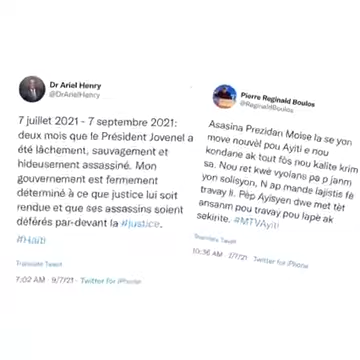 Dr Ariel Henry
@DrArielHenry
7 juillet 2021 - 7 septembre 2021:
deux mois que le Président Jovenel a
été lâchement, sauvagement et
hideusement assassiné. Mon
gouvernement est fermement
déterminé à ce que justice lui soit
rendue et que ses assassins soient
déférés par-devant la #justice.
#Haiti
Translate Tweet
7:02 AM · 9/7/21 · Twitter for iPhone
Pierre Reginald Boulos
@ReginaldBoulos
Asasina Prezidan Moise la se yon
move nouvèl pou Ayiti e nou
kondane ak tout fòs nou kalite krim
sa. Nou ret kwè vyolans pa p janm
yon solisyon, N ap mande lajistis fè
travay li. Pèp Ayisyen dwe met tèt
ansanm pou travay pou lapè ak
sekirite. #MTVAyiti
Translate Tweet
10:36 AM · 7/7/21 · Twitter for iPhone